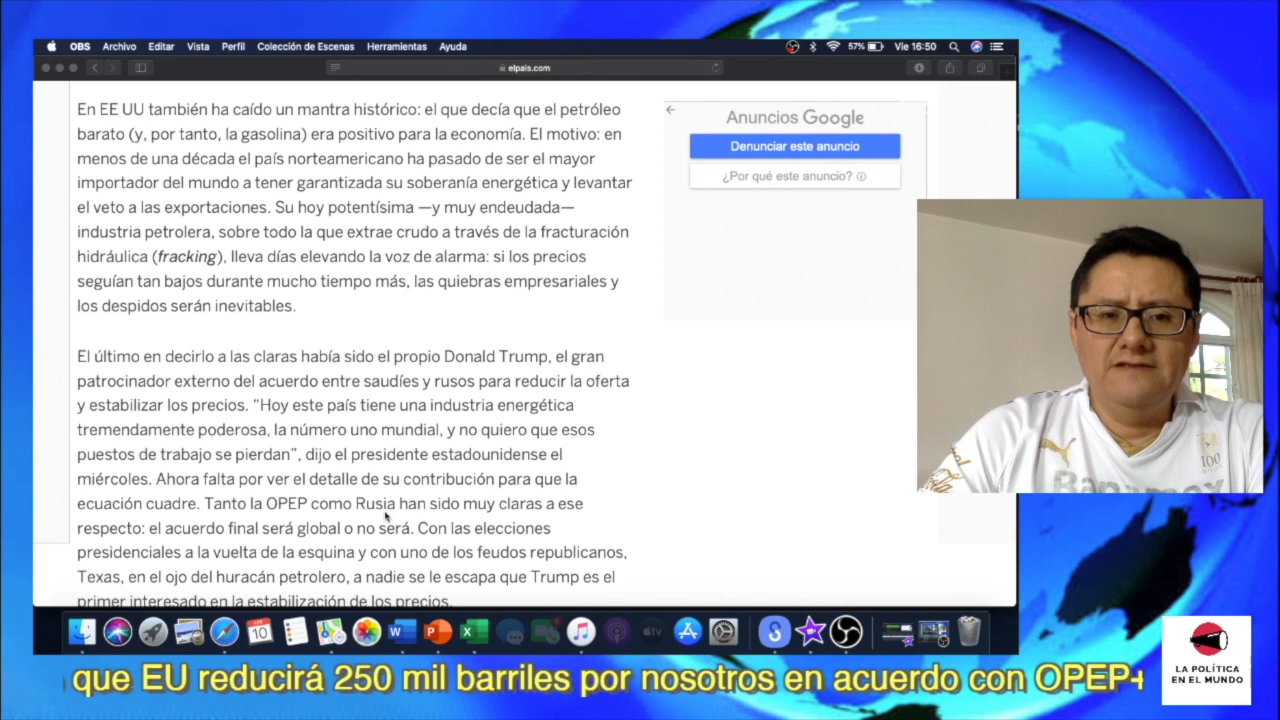 OBS Archivo Editar Vista Perfil Colección de Escenas Herramientas Ayuda 57% Vie 16:50
elpais.com
En EE UU también ha caído un mantra histórico: el que decía que el petróleo
barato (y, por tanto, la gasolina) era positivo para la economía. El motivo: en
menos de una década el país norteamericano ha pasado de ser el mayor
importador del mundo a tener garantizada su soberanía energética y levantar
el veto a las exportaciones. Su hoy potentísima —y muy endeudada—
industria petrolera, sobre todo la que extrae crudo a través de la fracturación
hidráulica (fracking), lleva días elevando la voz de alarma: si los precios
seguían tan bajos durante mucho tiempo más, las quiebras empresariales y
los despidos serán inevitables.
El último en decirlo a las claras había sido el propio Donald Trump, el gran
patrocinador externo del acuerdo entre saudíes y rusos para reducir la oferta
y estabilizar los precios. “Hoy este país tiene una industria energética
tremendamente poderosa, la número uno mundial, y no quiero que esos
puestos de trabajo se pierdan”, dijo el presidente estadounidense el
miércoles. Ahora falta por ver el detalle de su contribución para que la
ecuación cuadre. Tanto la OPEP como Rusia han sido muy claras a ese
respecto: el acuerdo final será global o no será. Con las elecciones
presidenciales a la vuelta de la esquina y con uno de los feudos republicanos,
Texas, en el ojo del huracán petrolero, a nadie se le escapa que Trump es el
primer interesado en la estabilización de los precios.
Anuncios Google
Denunciar este anuncio
¿Por qué este anuncio?
100
ABR
10
que EU reducirá 250 mil barriles por nosotros en acuerdo con OPEP+
LA POLÍTICA
EN EL MUNDO